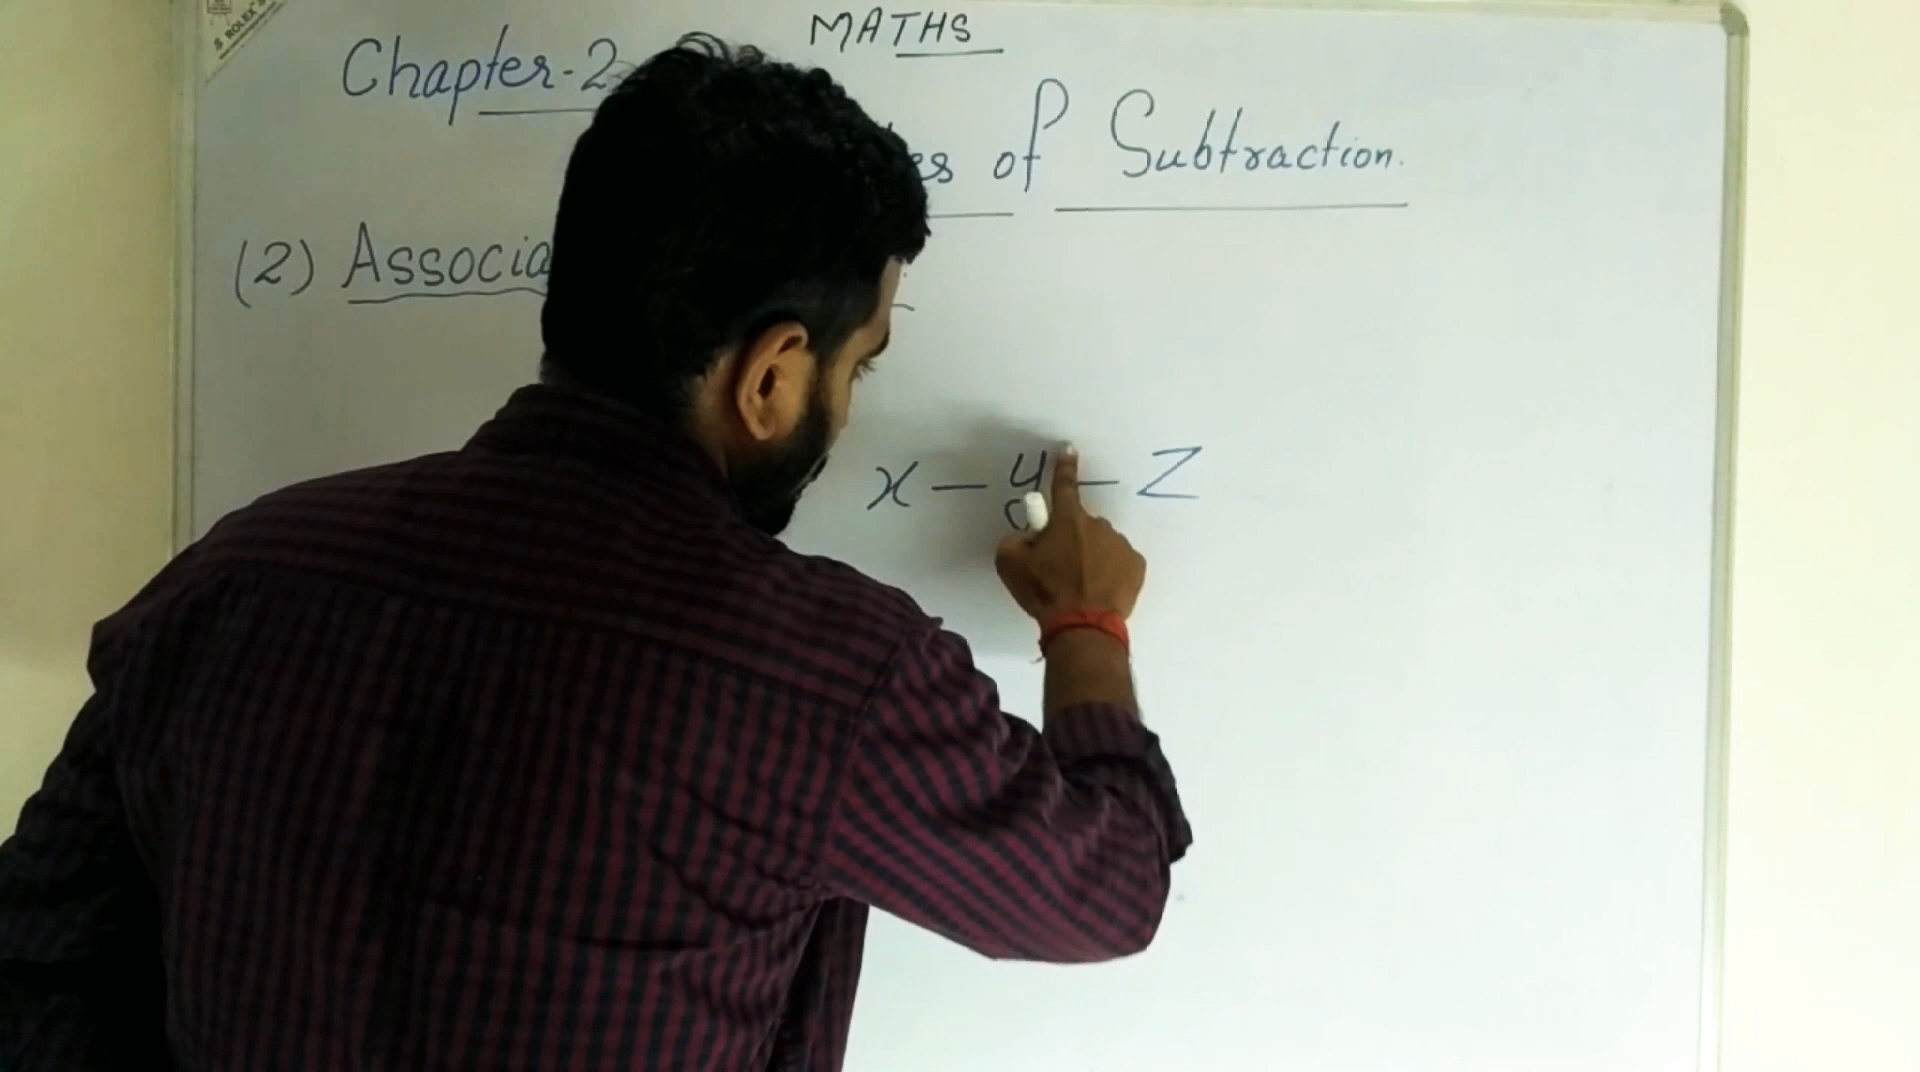 MATHS
Chapter-2
of Subtraction.
(2) Associa
x - y - z